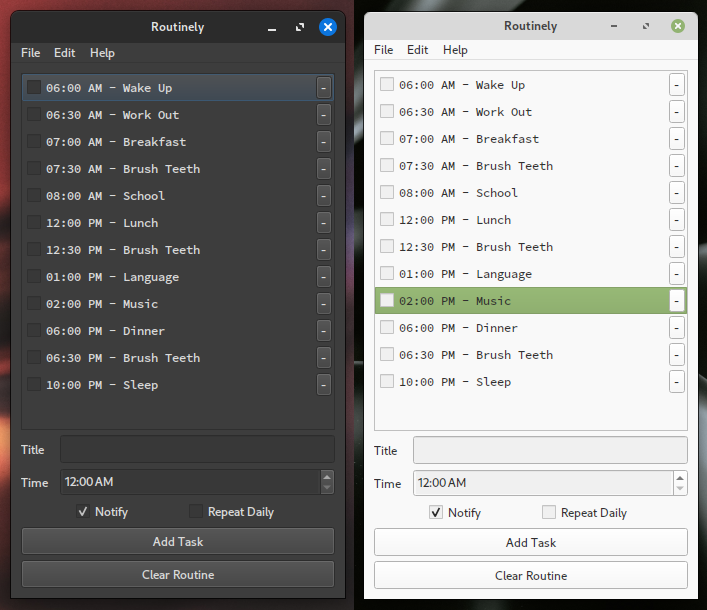 Routinely
File Edit Help
06:00 AM - Wake Up -
06:30 AM - Work Out -
07:00 AM - Breakfast -
07:30 AM - Brush Teeth -
08:00 AM - School -
12:00 PM - Lunch -
12:30 PM - Brush Teeth -
01:00 PM - Language -
02:00 PM - Music -
06:00 PM - Dinner -
06:30 PM - Brush Teeth -
10:00 PM - Sleep -
Title
Time 12:00 AM
Notify Repeat Daily
Add Task
Clear Routine
Routinely
File Edit Help
06:00 AM - Wake Up -
06:30 AM - Work Out -
07:00 AM - Breakfast -
07:30 AM - Brush Teeth -
08:00 AM - School -
12:00 PM - Lunch -
12:30 PM - Brush Teeth -
01:00 PM - Language -
02:00 PM - Music -
06:00 PM - Dinner -
06:30 PM - Brush Teeth -
10:00 PM - Sleep -
Title
Time 12:00 AM
Notify Repeat Daily
Add Task
Clear Routine